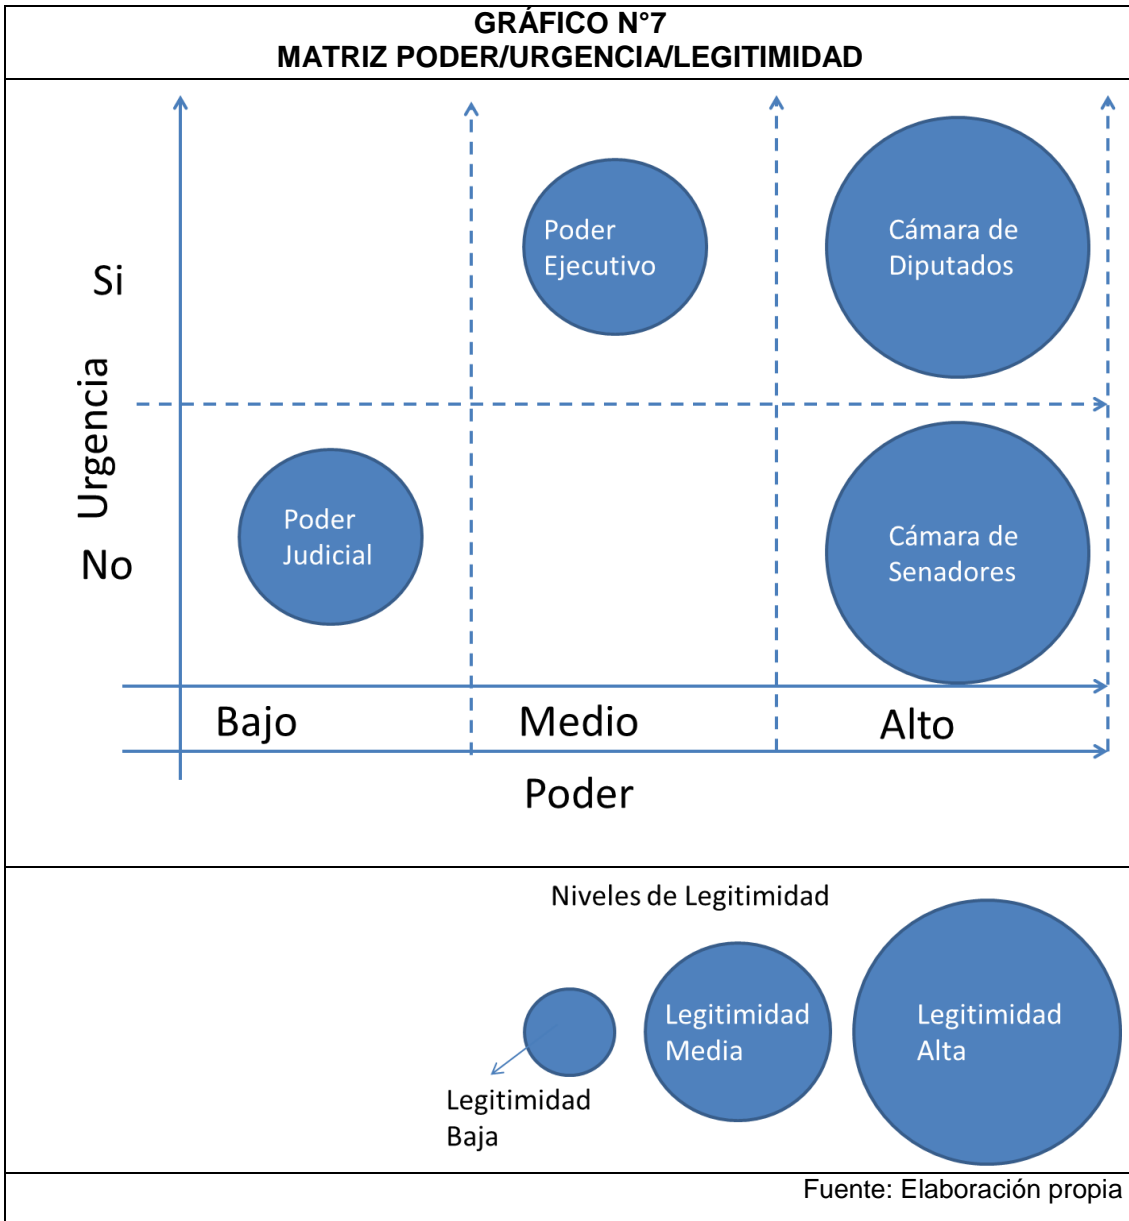 GRÁFICO N°7
MATRIZ PODER/URGENCIA/LEGITIMIDAD
Poder
Ejecutivo
Cámara de
Diputados
Si
Urgencia
No
Poder
Judicial
Cámara de
Senadores
Bajo
Medio
Alto
Poder
Niveles de Legitimidad
Legitimidad
Media
Legitimidad
Alta
Legitimidad
Baja
Fuente: Elaboración propia